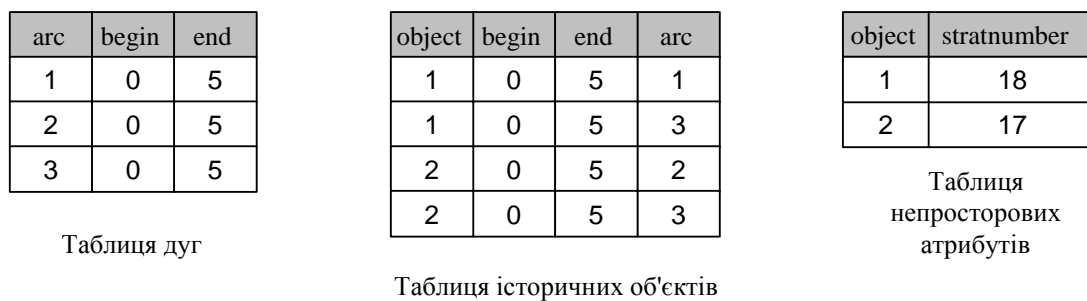 arc begin end
1 0 5
2 0 5
3 0 5
Таблиця дуг
object begin end arc
1 0 5 1
1 0 5 3
2 0 5 2
2 0 5 3
Таблиця історичних об'єктів
object stratnumber
1 18
2 17
Таблиця
непросторових
атрибутів